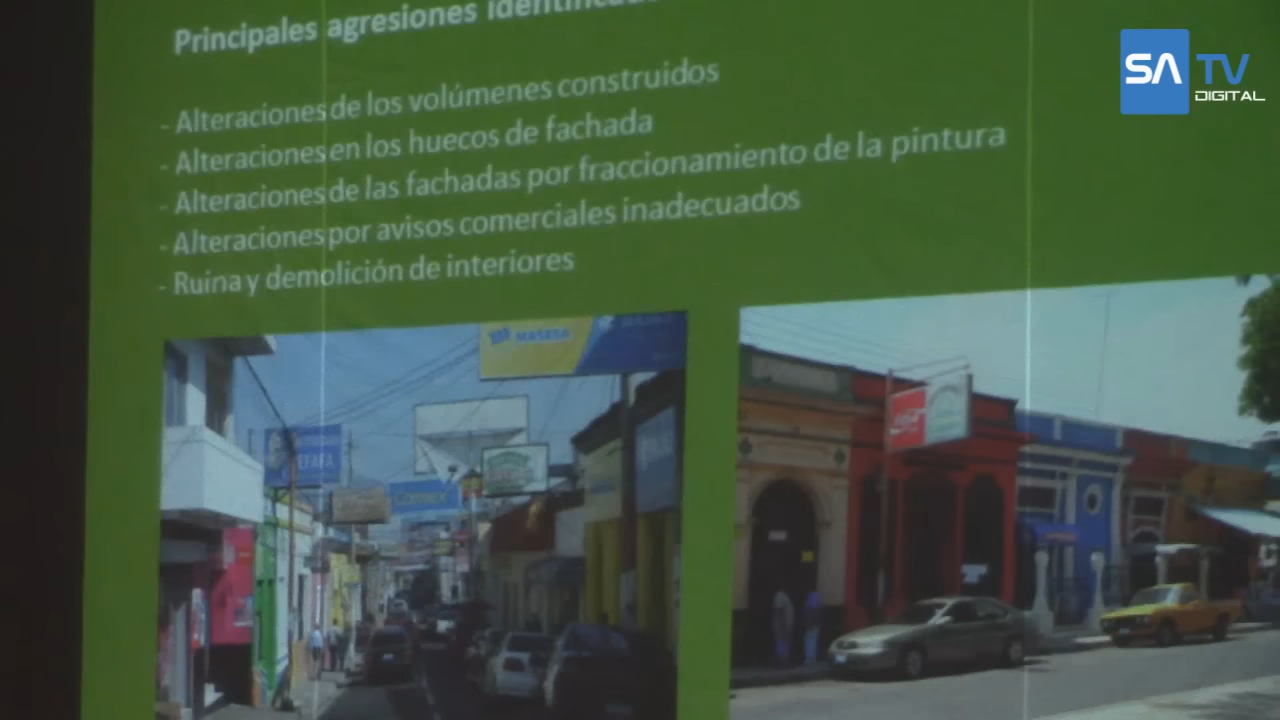 Principales agresiones
SA TV
DIGITAL
- Alteraciones de los volúmenes construidos
- Alteraciones en los huecos de fachada
- Alteraciones de las fachadas por fraccionamiento de la pintura
- Alteraciones por avisos comerciales inadecuados
- Ruina y demolición de interiores
MASESA
Comex